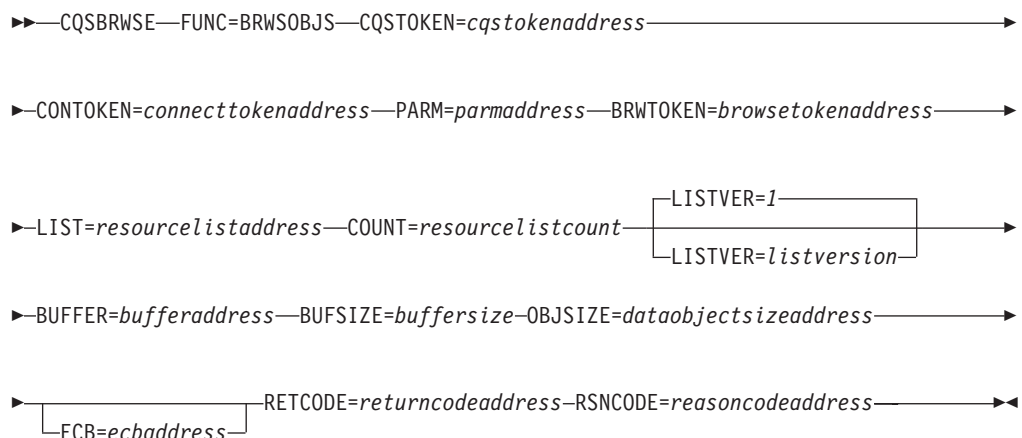 CQSBRWSE FUNC=BRWSOBJS CQSTOKEN=cqstokenaddress
CONTOKEN=connecttokenaddress PARM=parmaddress BRWTOKEN=browsetokenaddress
LISTVER=1
LIST=resourcelistaddress COUNT=resourcelistcount
LISTVER=listversion
BUFFER=bufferaddress BUFSIZE=buffersize OBJSIZE=dataobjectsizeaddress
RETCODE=returncodeaddress RSNCODE=reasoncodeaddress
ECB=ecbaddress